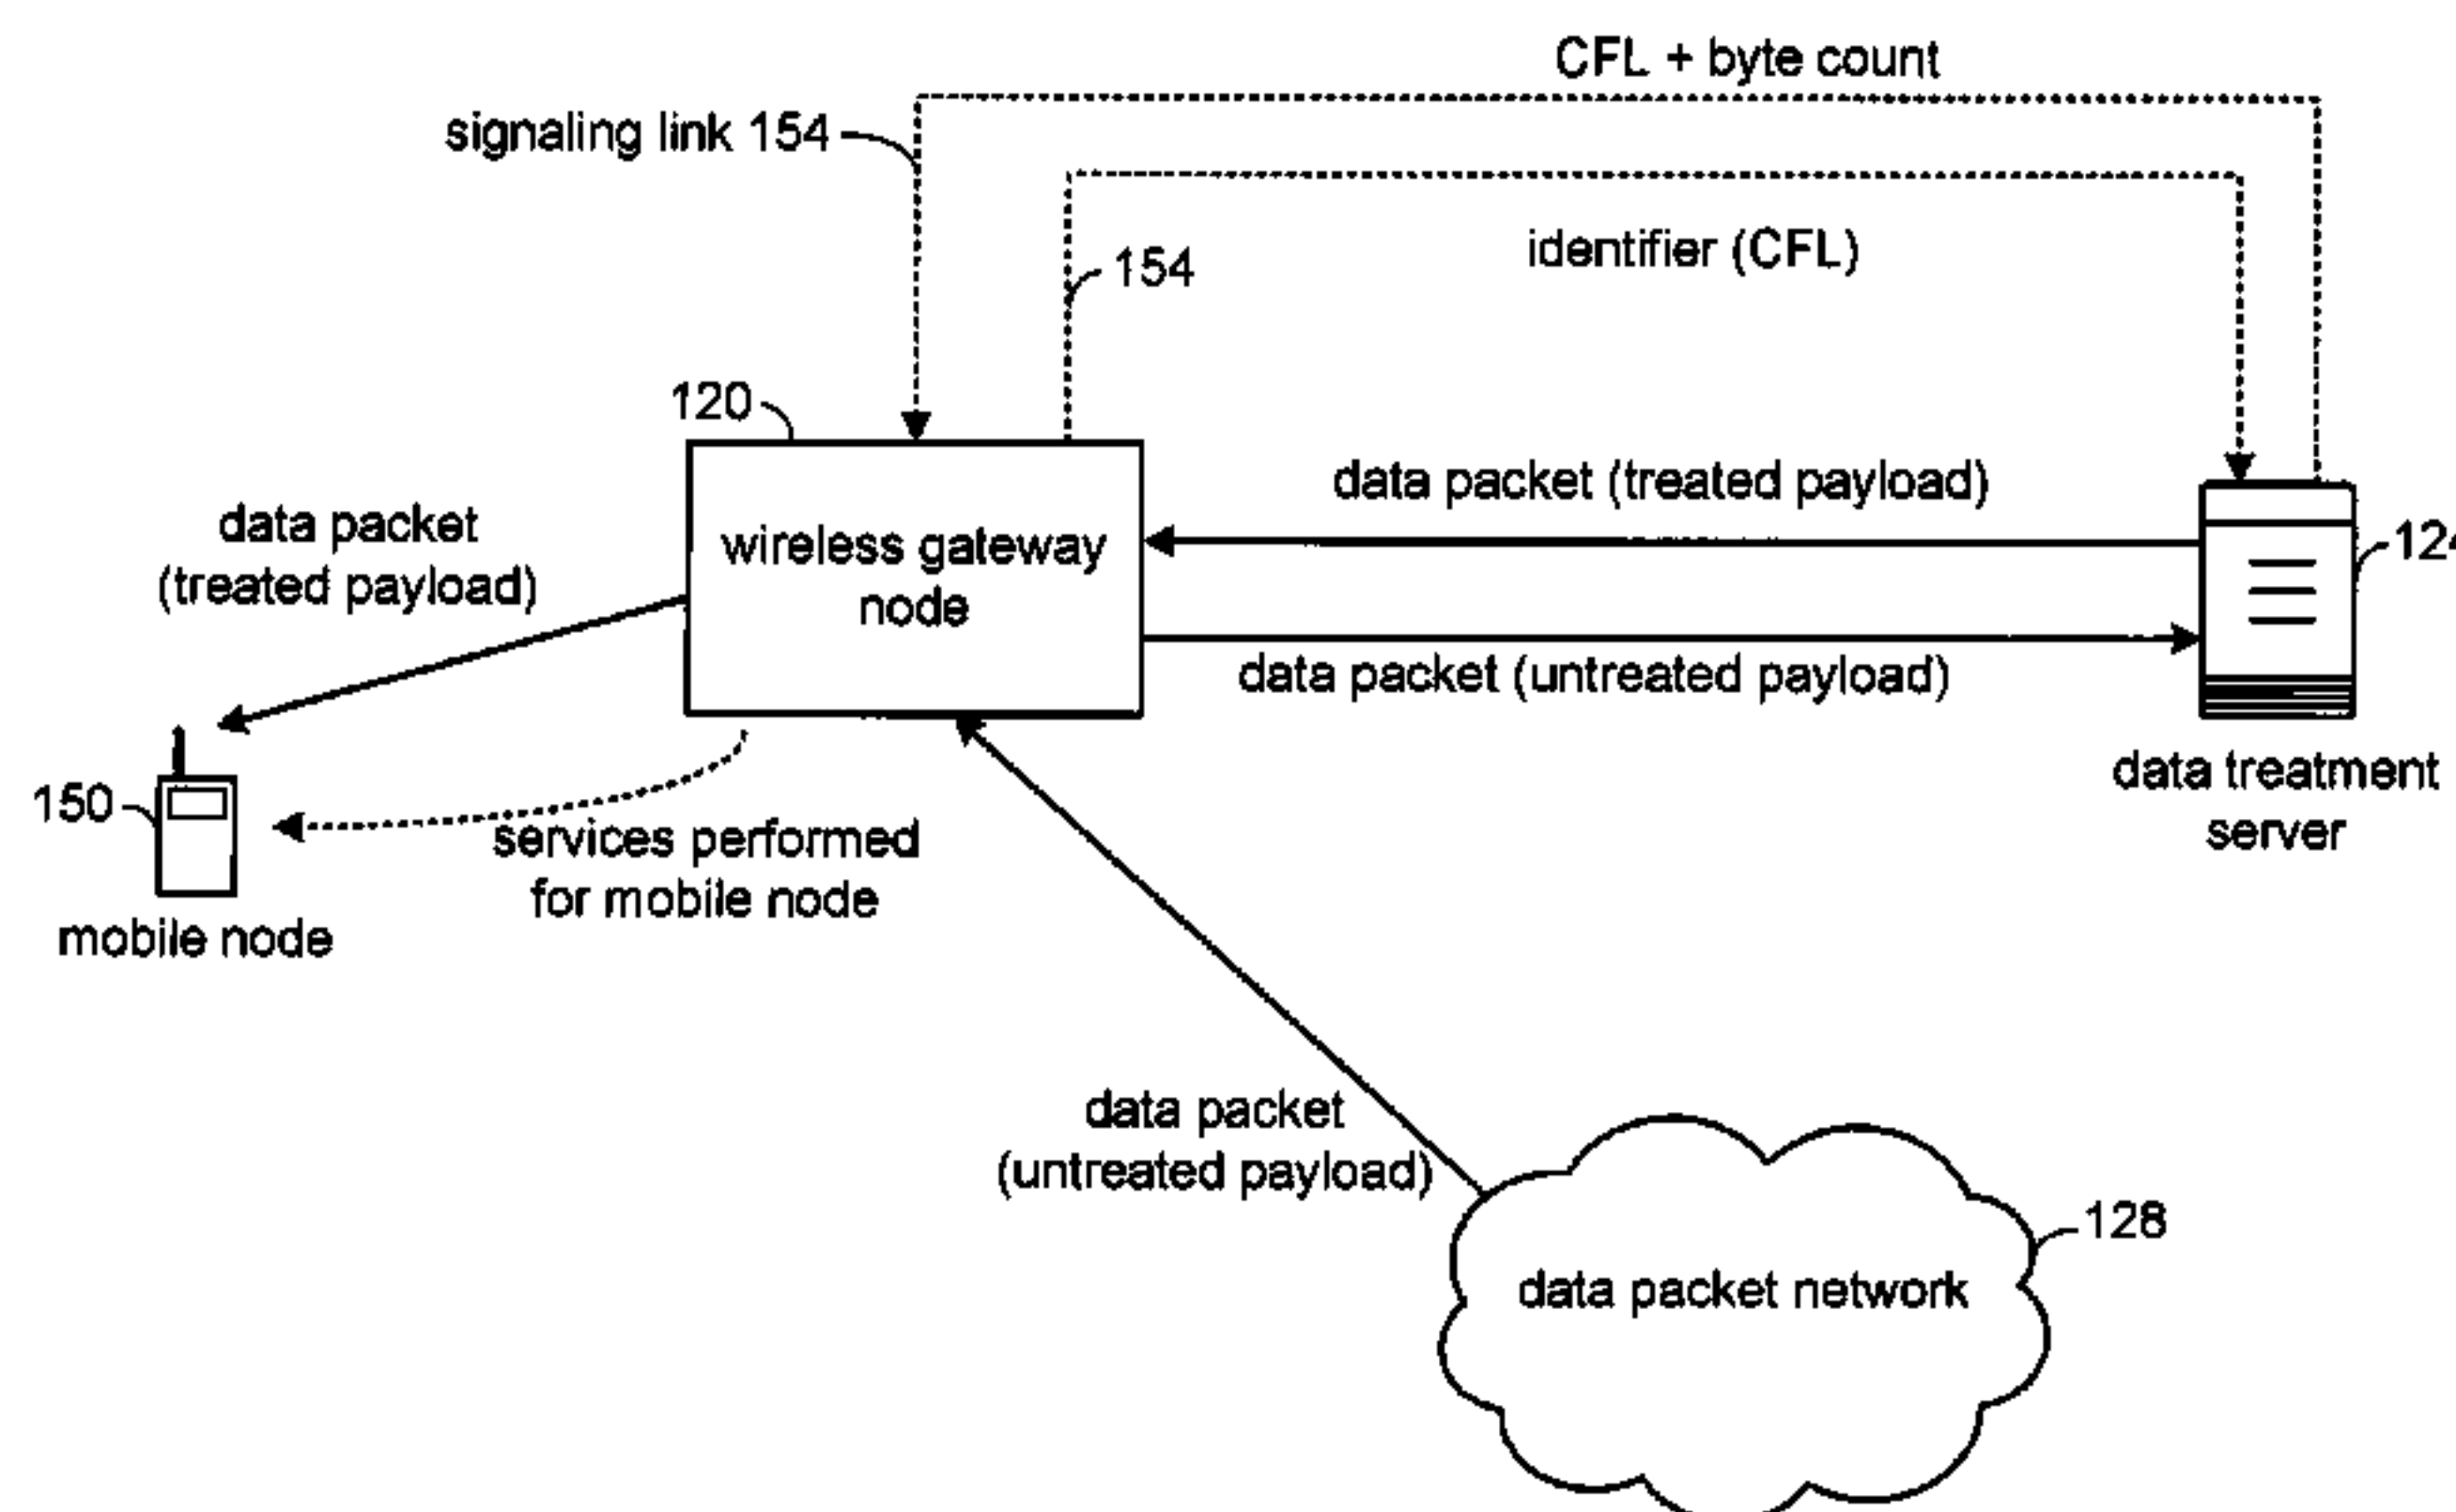 CFL + byte count
signaling link 154
identifier (CFL)
154
120
data packet (treated payload)
data packet
(treated payload)
wireless gateway
node
124
data packet (untreated payload)
data treatment
server
150
services performed
for mobile node
mobile node
data packet
(untreated payload)
128
data packet network